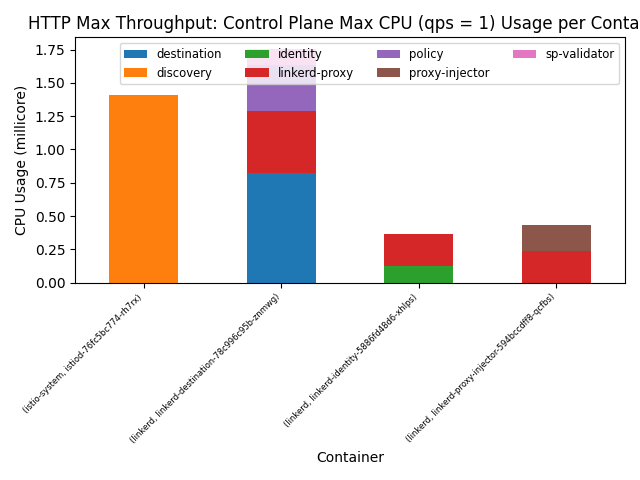 HTTP Max Throughput: Control Plane Max CPU (qps = 1) Usage per Conta
CPU Usage (millicore)
1.75
1.50
1.25
1.00
0.75
0.50
0.25
0.00
destination
identity
policy
sp-validator
discovery
linkerd-proxy
proxy-injector
(istio-system, istiod-76fc5bc774-rh7rx)
(linkerd, linkerd-destination-78c996c95b-znmwg)
(linkerd, linkerd-identity-5886fd48d6-xhlps)
(linkerd, linkerd-proxy-injector-594bccdff8-qcfbs)
Container